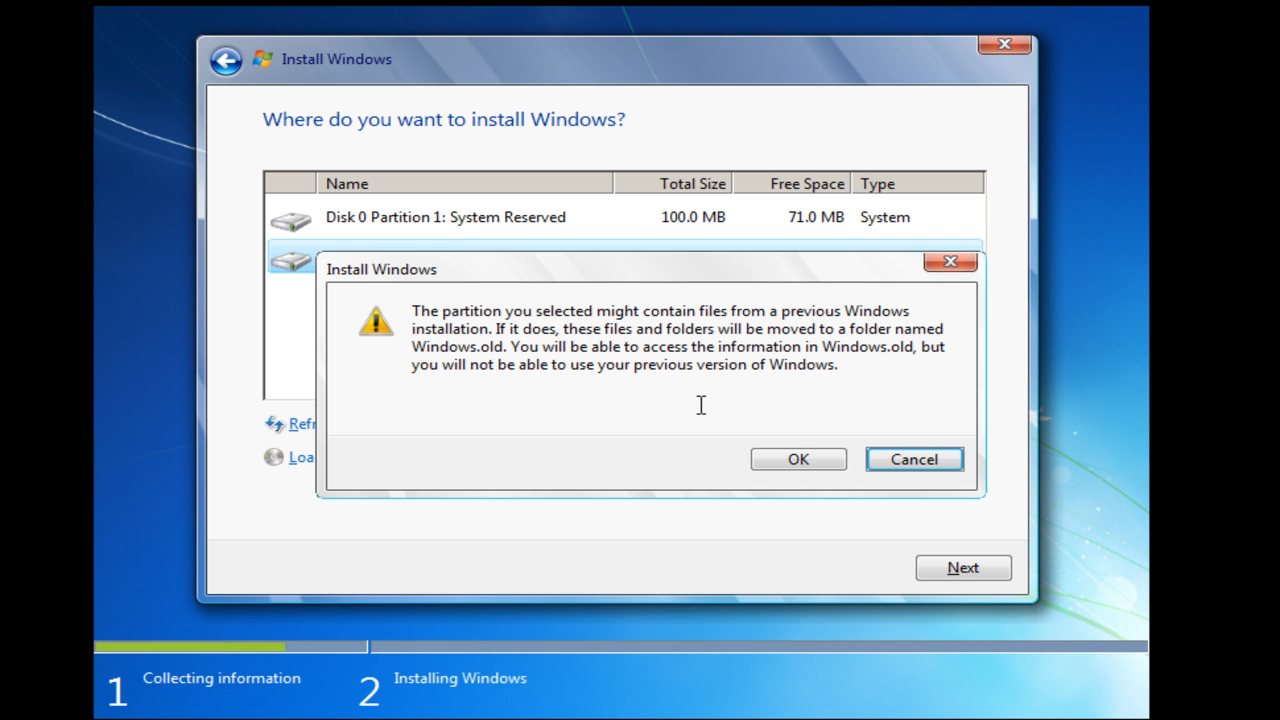 Install Windows
Where do you want to install Windows?
Name Total Size Free Space Type
Disk 0 Partition 1: System Reserved 100.0 MB 71.0 MB System
Install Windows
The partition you selected might contain files from a previous Windows
installation. If it does, these files and folders will be moved to a folder named
Windows.old. You will be able to access the information in Windows.old, but
you will not be able to use your previous version of Windows.
Refr
Loa
OK Cancel
Next
1 Collecting information 2 Installing Windows